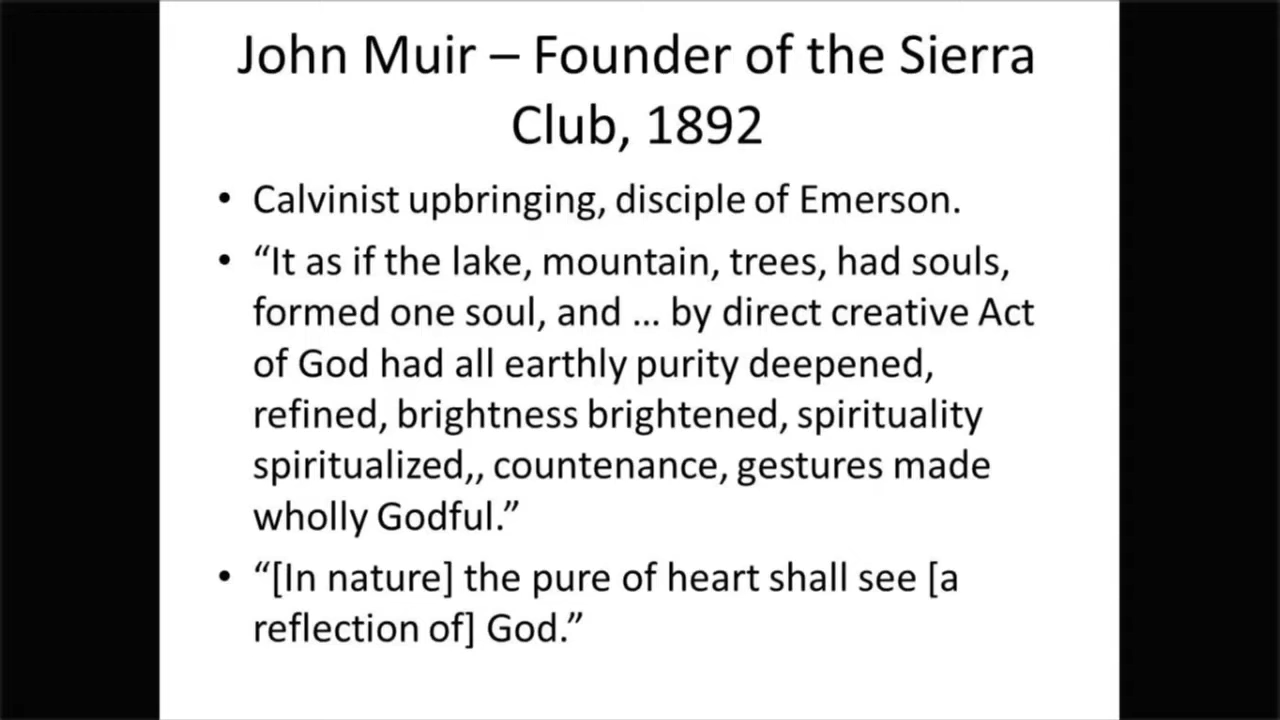 John Muir – Founder of the Sierra
Club, 1892
• Calvinist upbringing, disciple of Emerson.
• “It as if the lake, mountain, trees, had souls,
formed one soul, and ... by direct creative Act
of God had all earthly purity deepened,
refined, brightness brightened, spirituality
spiritualized,, countenance, gestures made
wholly Godful.”
• “[In nature] the pure of heart shall see [a
reflection of] God.”